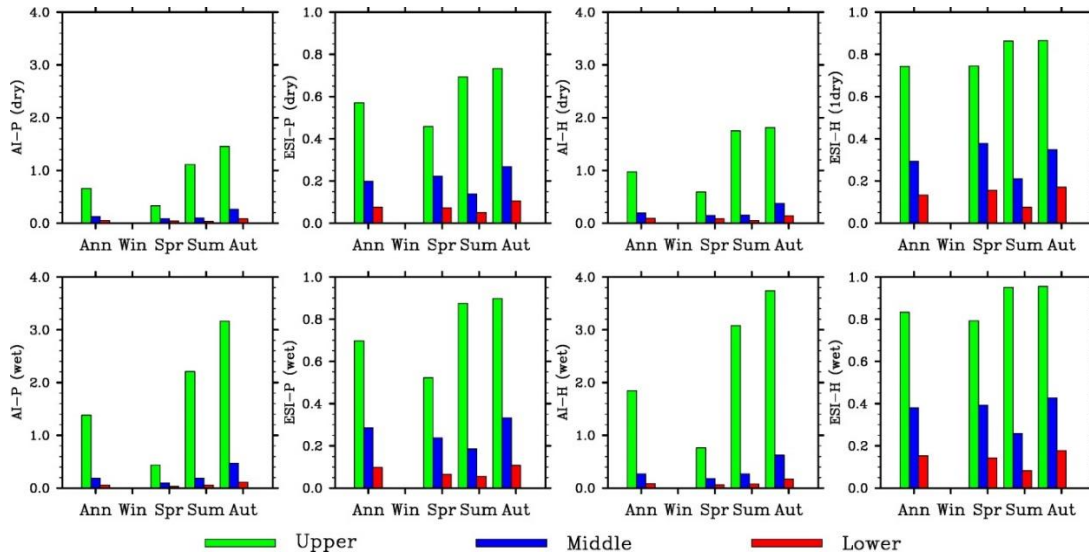 4.0 1.0 4.0 1.0
3.0 0.8 3.0 0.8
0.6 0.6
2.0 2.0
0.4 0.4
1.0 0.2 1.0 0.2
0.0 0.0 0.0 0.0
AI-P (dry) ESI-P (dry) AI-H (dry) ESI-H (1dry)
Ann Win Spr Sum Aut Ann Win Spr Sum Aut Ann Win Spr Sum Aut Ann Win Spr Sum Aut
4.0 1.0 4.0 1.0
3.0 0.8 3.0 0.8
0.6 0.6
2.0 2.0
0.4 0.4
1.0 0.2 1.0 0.2
0.0 0.0 0.0 0.0
AI-P (wet) ESI-P (wet) AI-H (wet) ESI-H (wet)
Ann Win Spr Sum Aut Ann Win Spr Sum Aut Ann Win Spr Sum Aut Ann Win Spr Sum Aut
Upper Middle Lower